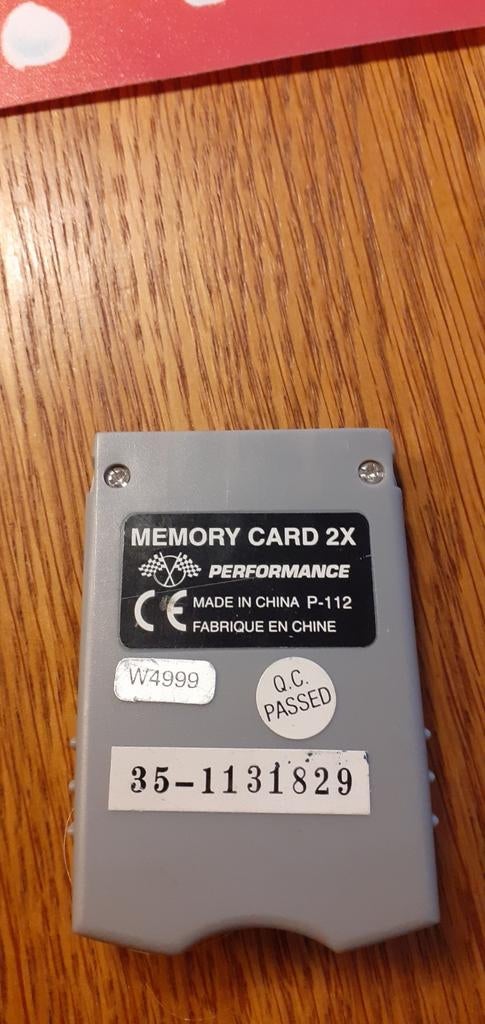 MEMORY CARD 2X
PERFORMANCE
CE MADE IN CHINA P-112
FABRIQUE EN CHINE
W4999
Q.C.
PASSED
35-1131829